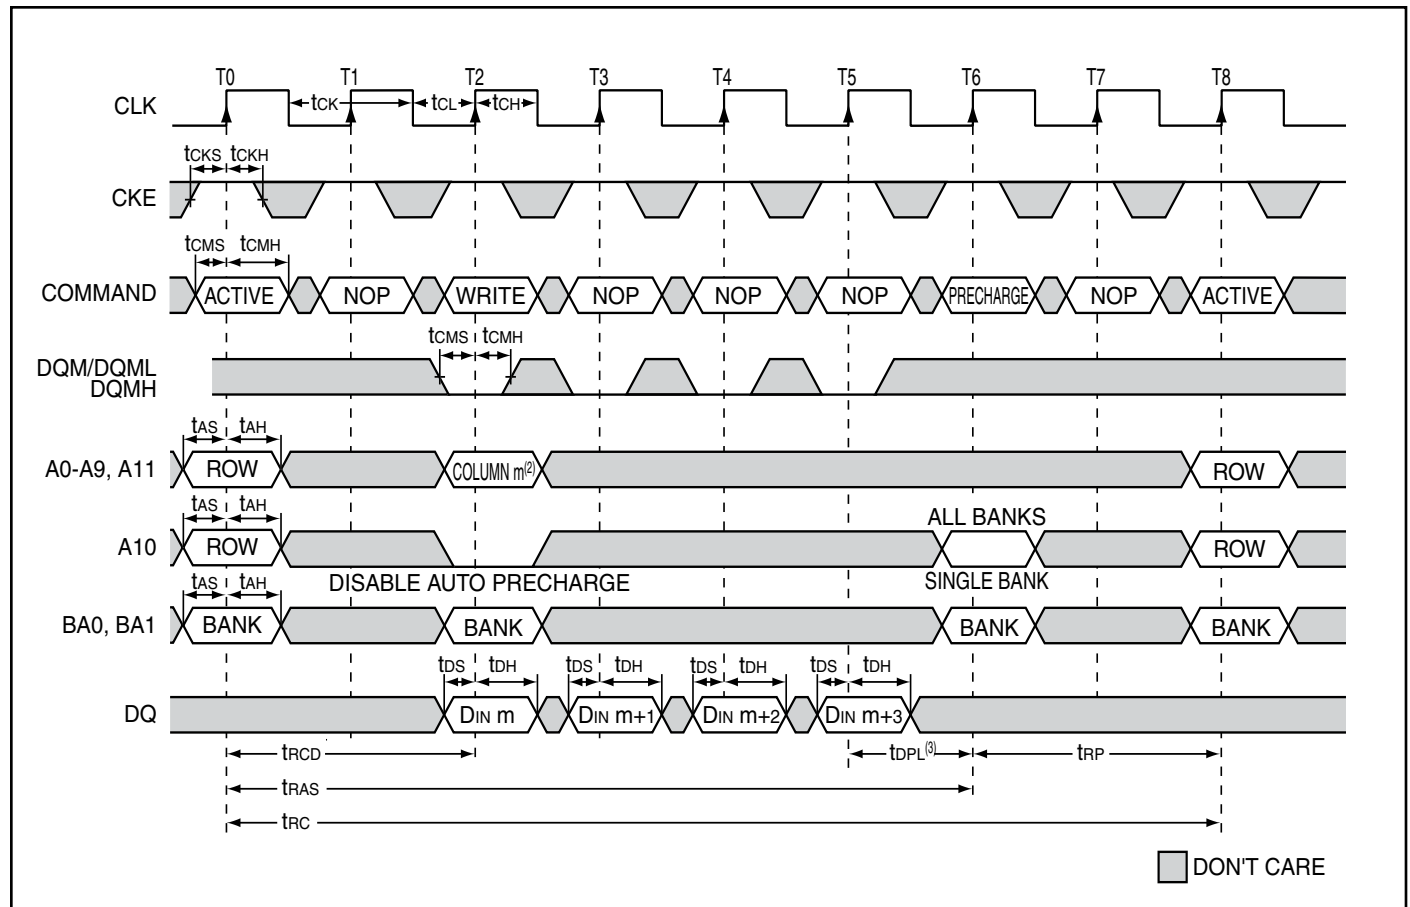 T0 T1 T2 T3 T4 T5 T6 T7 T8
CLK tCK tCL tCH
tCKS tCKH
CKE
tCMS tCMH
COMMAND ACTIVE NOP WRITE NOP NOP NOP PRECHARGE NOP ACTIVE
tCMS tCMH
DQM/DQML
DQMH
tAS tAH
A0-A9, A11 ROW COLUMN m(2) ROW
tAS tAH
ALL BANKS
A10 ROW ROW
DISABLE AUTO PRECHARGE SINGLE BANK
tAS tAH
BA0, BA1 BANK BANK BANK BANK
tDS tDH tDS tDH tDS tDH tDS tDH
DQ DIN m DIN m+1 DIN m+2 DIN m+3
tRCD tDPL(3) tRP
tRAS
tRC
DON'T CARE